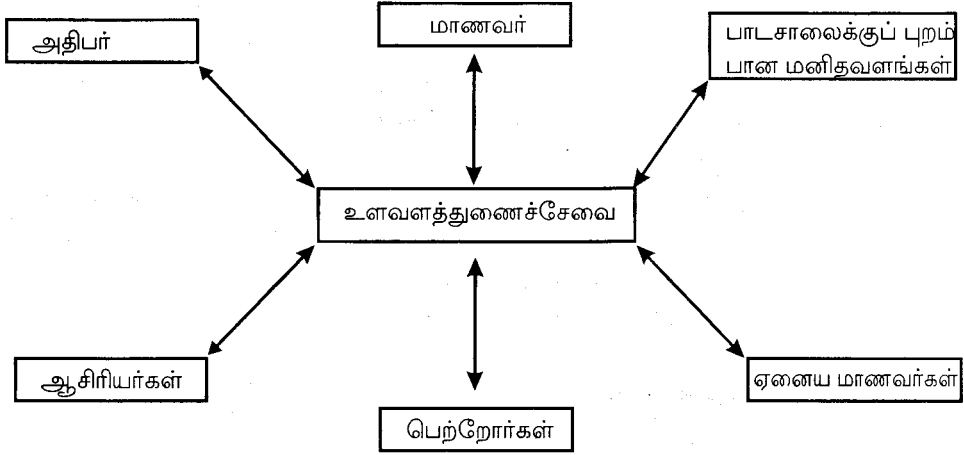 அதிபர்
மாணவர்
பாடசாலைக்குப் புறம்
பான மனிதவளங்கள்
உளவளத்துணைச்சேவை
ஆசிரியர்கள்
பெற்றோர்கள்
ஏனைய மாணவர்கள்